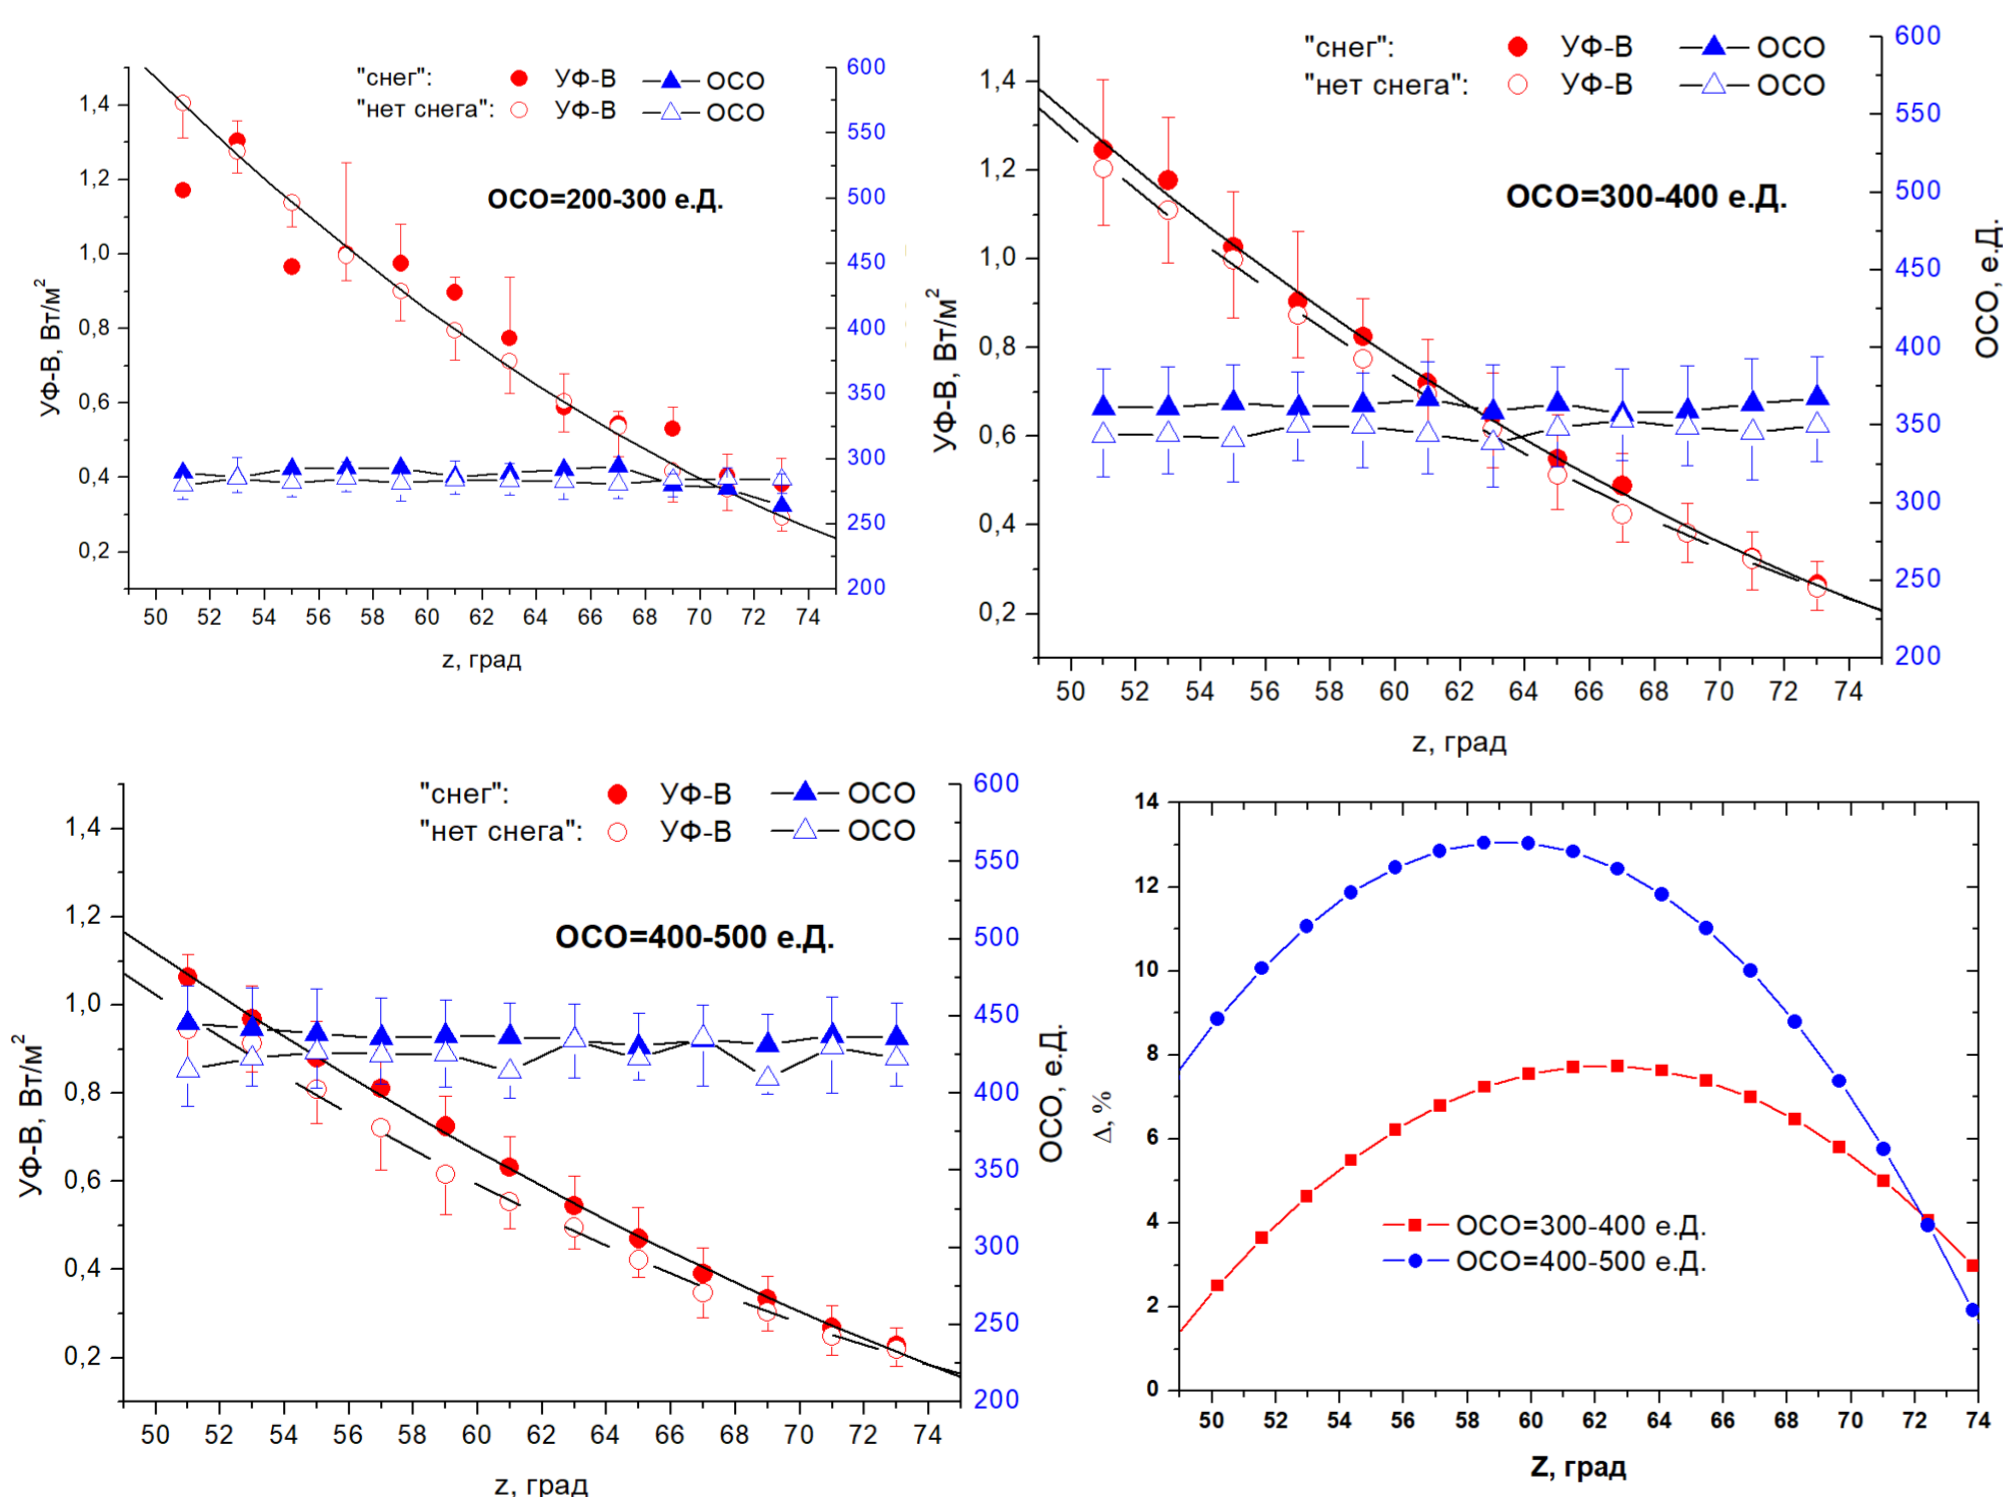 "снег": УФ-В ОСО
"нет снега": УФ-В ОСО
ОСО=200-300 е.Д.
УФ-В, Вт/м²
1,4
1,2
1,0
0,8
0,6
0,4
0,2
600
550
500
450
400
350
300
250
200
50 52 54 56 58 60 62 64 66 68 70 72 74
z, град
"снег": УФ-В ОСО
"нет снега": УФ-В ОСО
ОСО=300-400 е.Д.
УФ-В, Вт/м²
1,4
1,2
1,0
0,8
0,6
0,4
0,2
600
550
500
450
400
350
300
250
200
ОСО, е.Д.
50 52 54 56 58 60 62 64 66 68 70 72 74
z, град
"снег": УФ-В ОСО
"нет снега": УФ-В ОСО
ОСО=400-500 е.Д.
УФ-В, Вт/м²
1,4
1,2
1,0
0,8
0,6
0,4
0,2
600
550
500
450
400
350
300
250
200
ОСО, е.Д.
50 52 54 56 58 60 62 64 66 68 70 72 74
z, град
Δ, %
14
12
10
8
6
4
2
0
ОСО=300-400 е.Д.
ОСО=400-500 е.Д.
50 52 54 56 58 60 62 64 66 68 70 72 74
Z, град